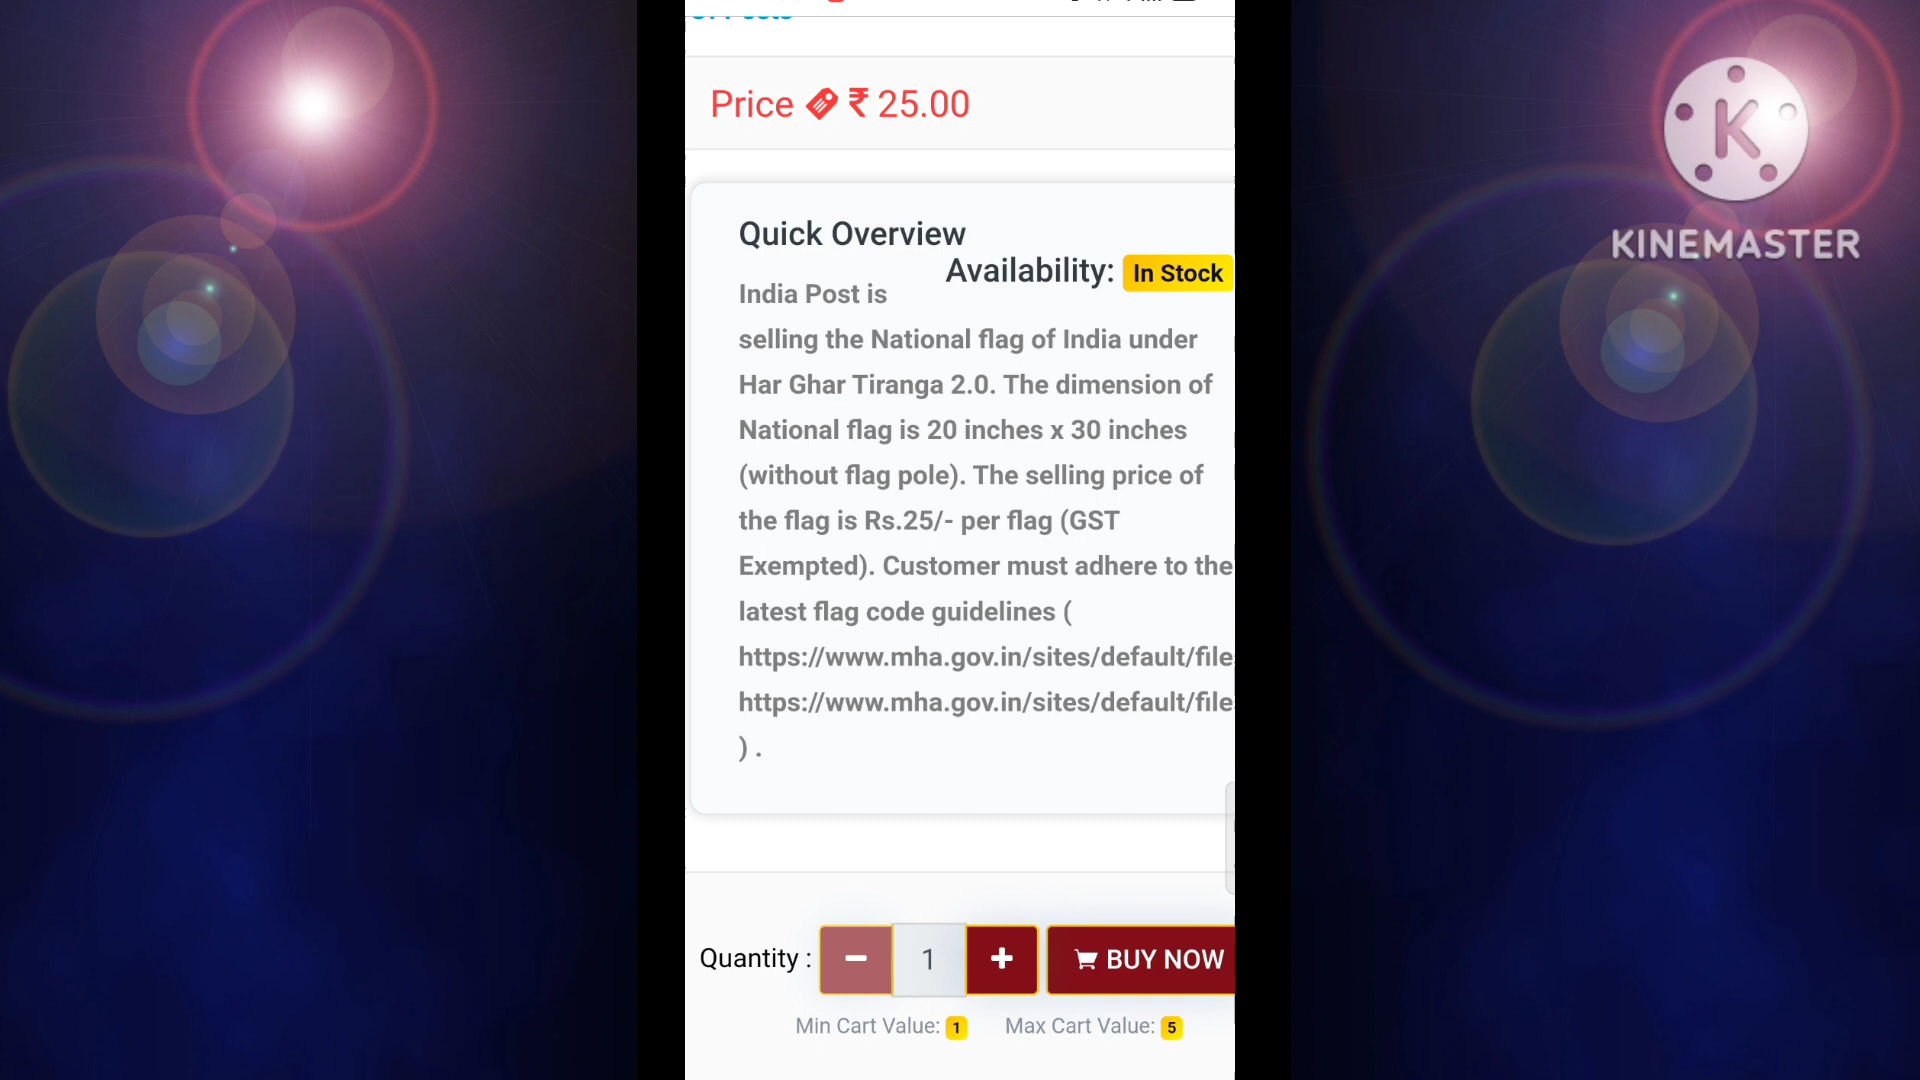 Price ₹ 25.00
Quick Overview
Availability: In Stock
India Post is
selling the National flag of India under
Har Ghar Tiranga 2.0. The dimension of
National flag is 20 inches x 30 inches
(without flag pole). The selling price of
the flag is Rs.25/- per flag (GST
Exempted). Customer must adhere to the
latest flag code guidelines (
https://www.mha.gov.in/sites/default/file
https://www.mha.gov.in/sites/default/file
) .
Quantity : − 1 + BUY NOW
Min Cart Value: 1 Max Cart Value: 5
K
KINEMASTER